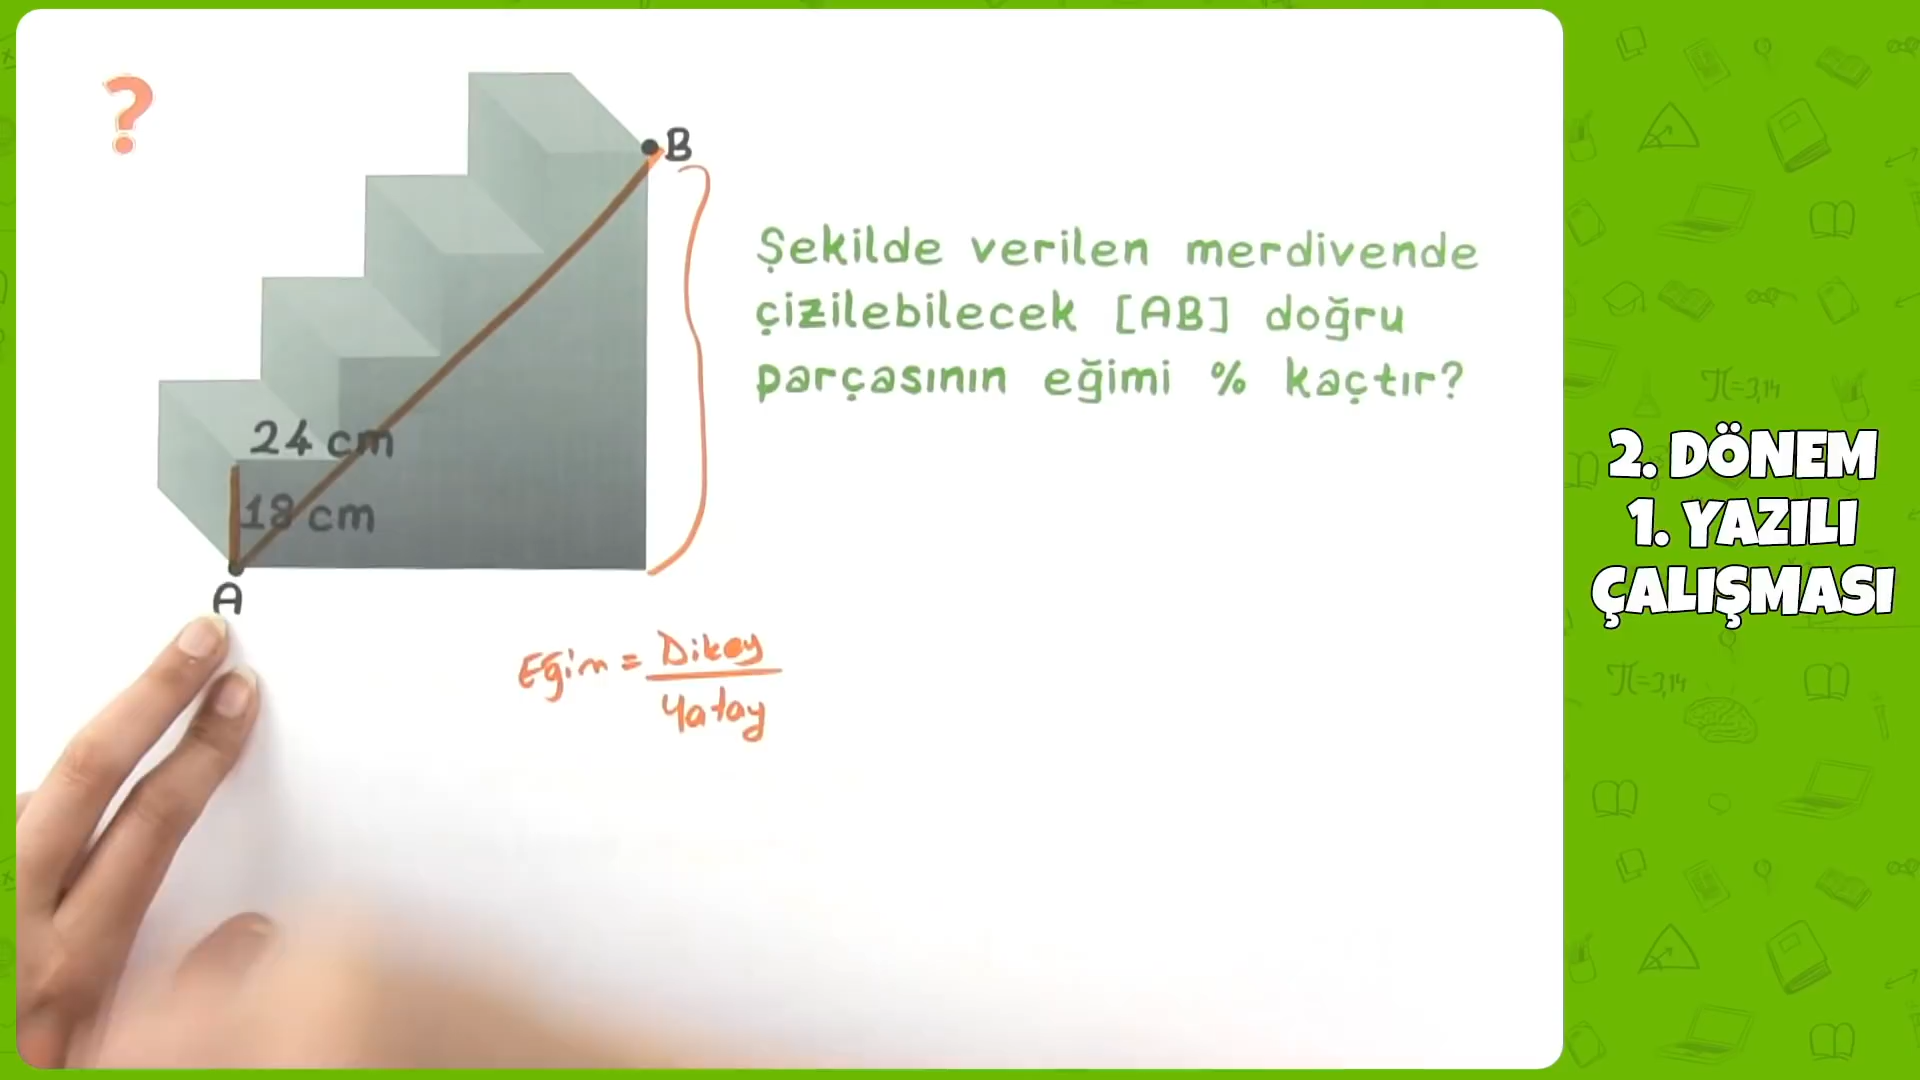 ?
B
Şekilde verilen merdivende
çizilebilecek [AB] doğru
parçasının eğimi % kaçtır?
24 cm
18 cm
A
Eğim = Dikey
Yatay
2. DÖNEM
1. YAZILI
ÇALIŞMASI
π=3,14
π=3,14